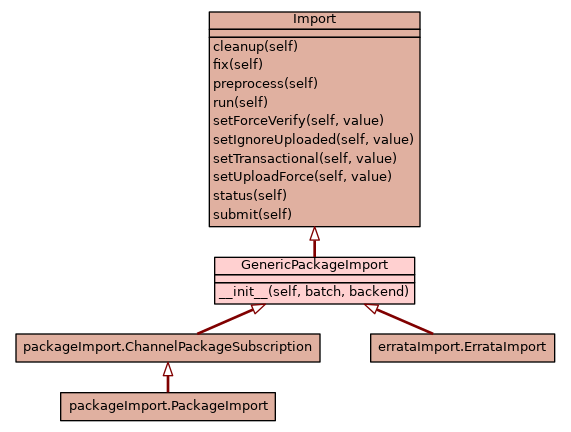 Import
cleanup(self)
fix(self)
preprocess(self)
run(self)
setForceVerify(self, value)
setIgnoreUploaded(self, value)
setTransactional(self, value)
setUploadForce(self, value)
status(self)
submit(self)
GenericPackageImport
__init__(self, batch, backend)
packageImport.ChannelPackageSubscription
errataImport.ErrataImport
packageImport.PackageImport